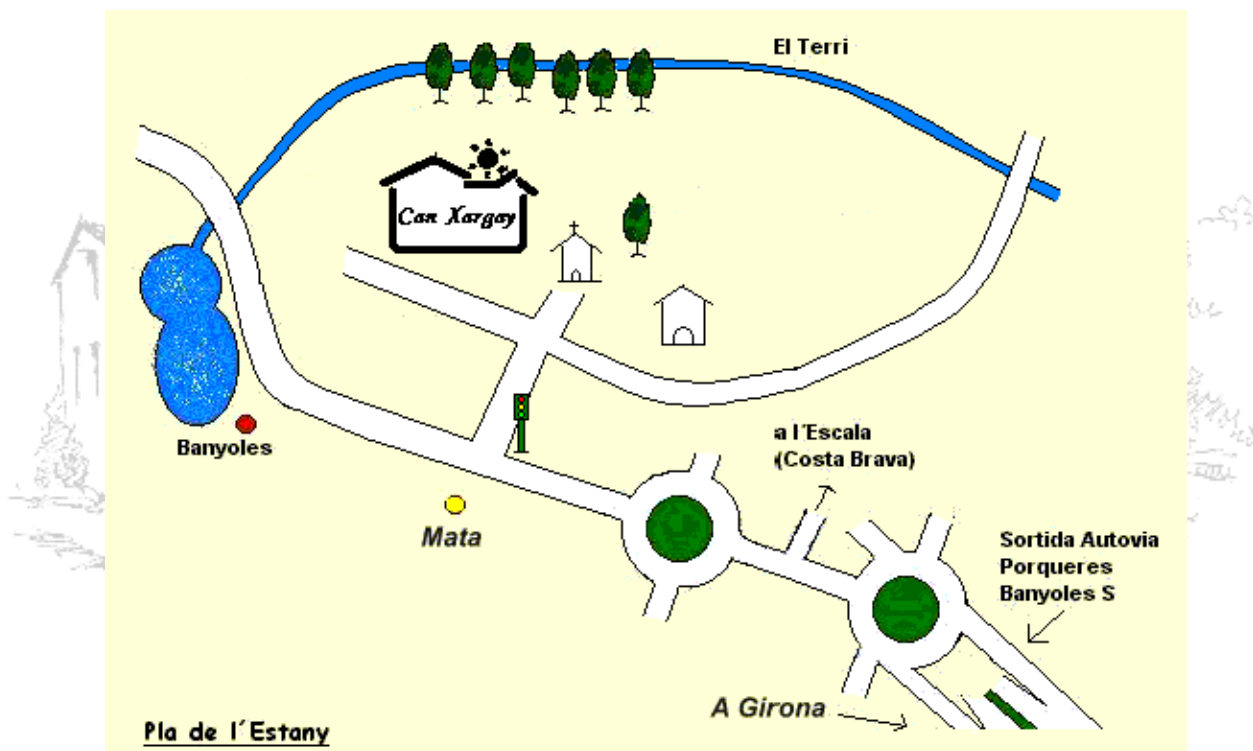 El Terri
Can Xargay
Banyoles
a l'Escala
(Costa Brava)
Mata
Sortida Autovia
Porqueres
Banyoles S
A Girona
Pla de l'Estany